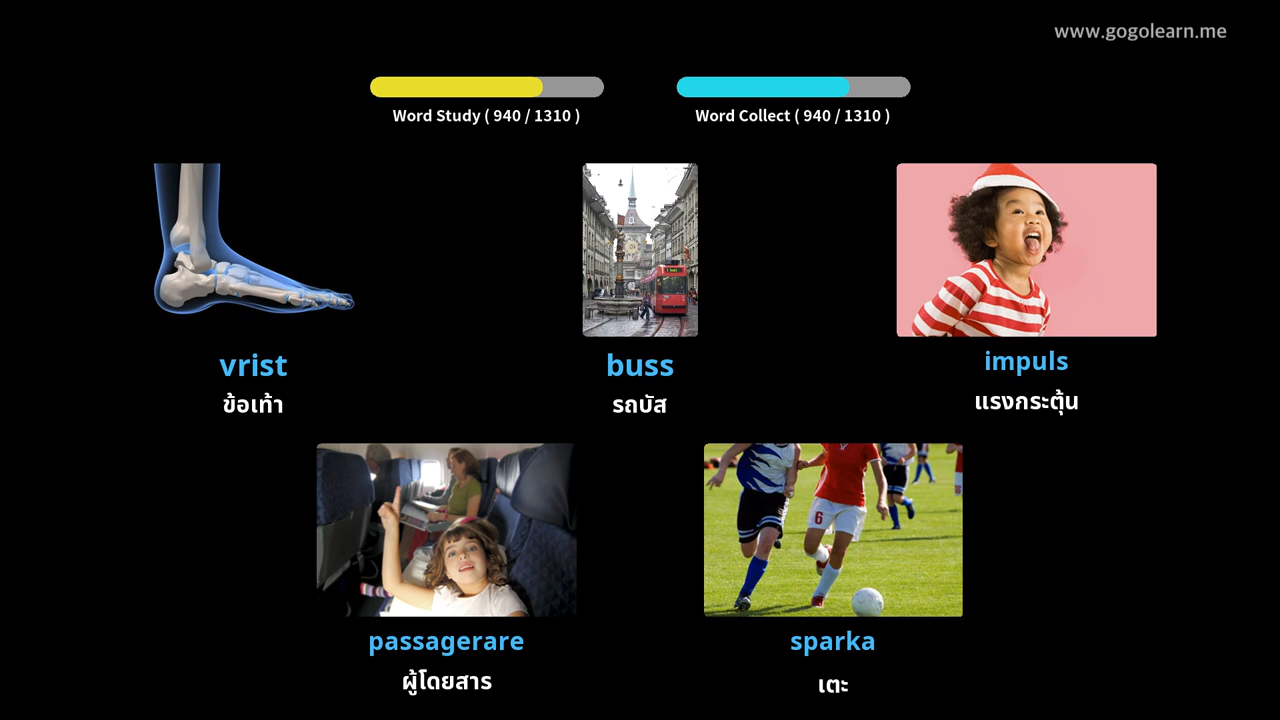 www.gogolearn.me
Word Study ( 940 / 1310 )
Word Collect ( 940 / 1310 )
vrist
ข้อเท้า
buss
รถบัส
impuls
แรงกระตุ้น
passagerare
ผู้โดยสาร
sparka
เตะ
6